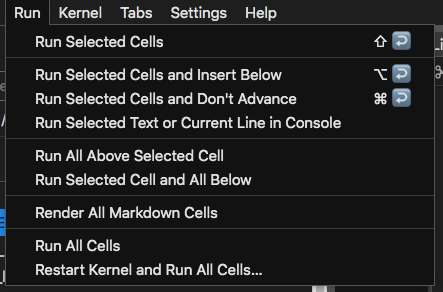 Run Kernel Tabs Settings Help
Run Selected Cells ⇧ ↩
Run Selected Cells and Insert Below ⌥ ↩
Run Selected Cells and Don't Advance ⌘ ↩
Run Selected Text or Current Line in Console
Run All Above Selected Cell
Run Selected Cell and All Below
Render All Markdown Cells
Run All Cells
Restart Kernel and Run All Cells...